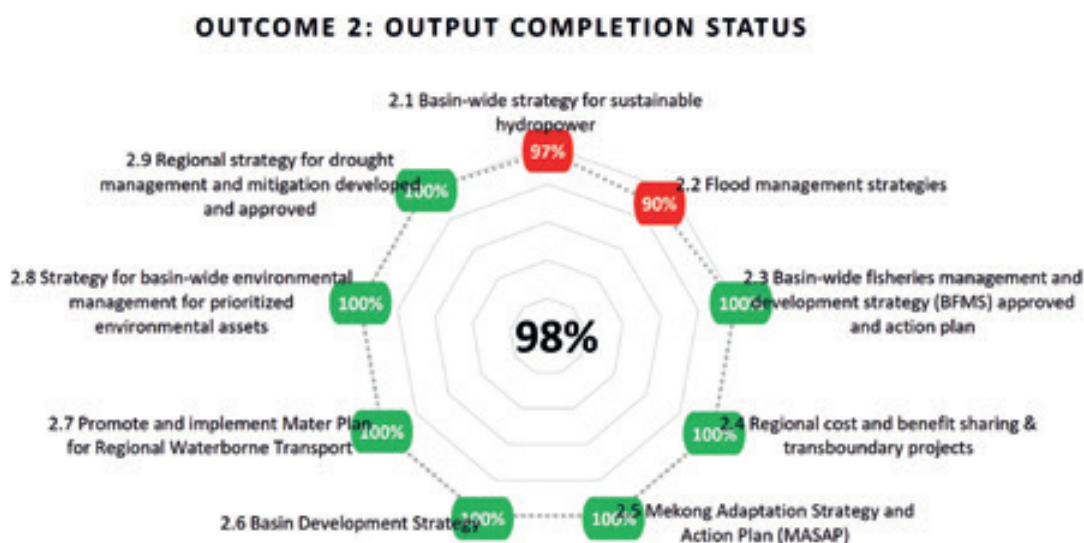 OUTCOME 2: OUTPUT COMPLETION STATUS
2.1 Basin-wide strategy for sustainable
hydropower
97%
2.2 Flood management strategies
90%
2.3 Basin-wide fisheries management and
development strategy (BFMS) approved
and action plan
100%
2.4 Regional cost and benefit sharing &
transboundary projects
100%
2.5 Mekong Adaptation Strategy and
Action Plan (MASAP)
100%
2.6 Basin Development Strategy
100%
2.7 Promote and implement Mater Plan
for Regional Waterborne Transport
100%
2.8 Strategy for basin-wide environmental
management for prioritized
environmental assets
100%
2.9 Regional strategy for drought
management and mitigation developed
and approved
100%
98%